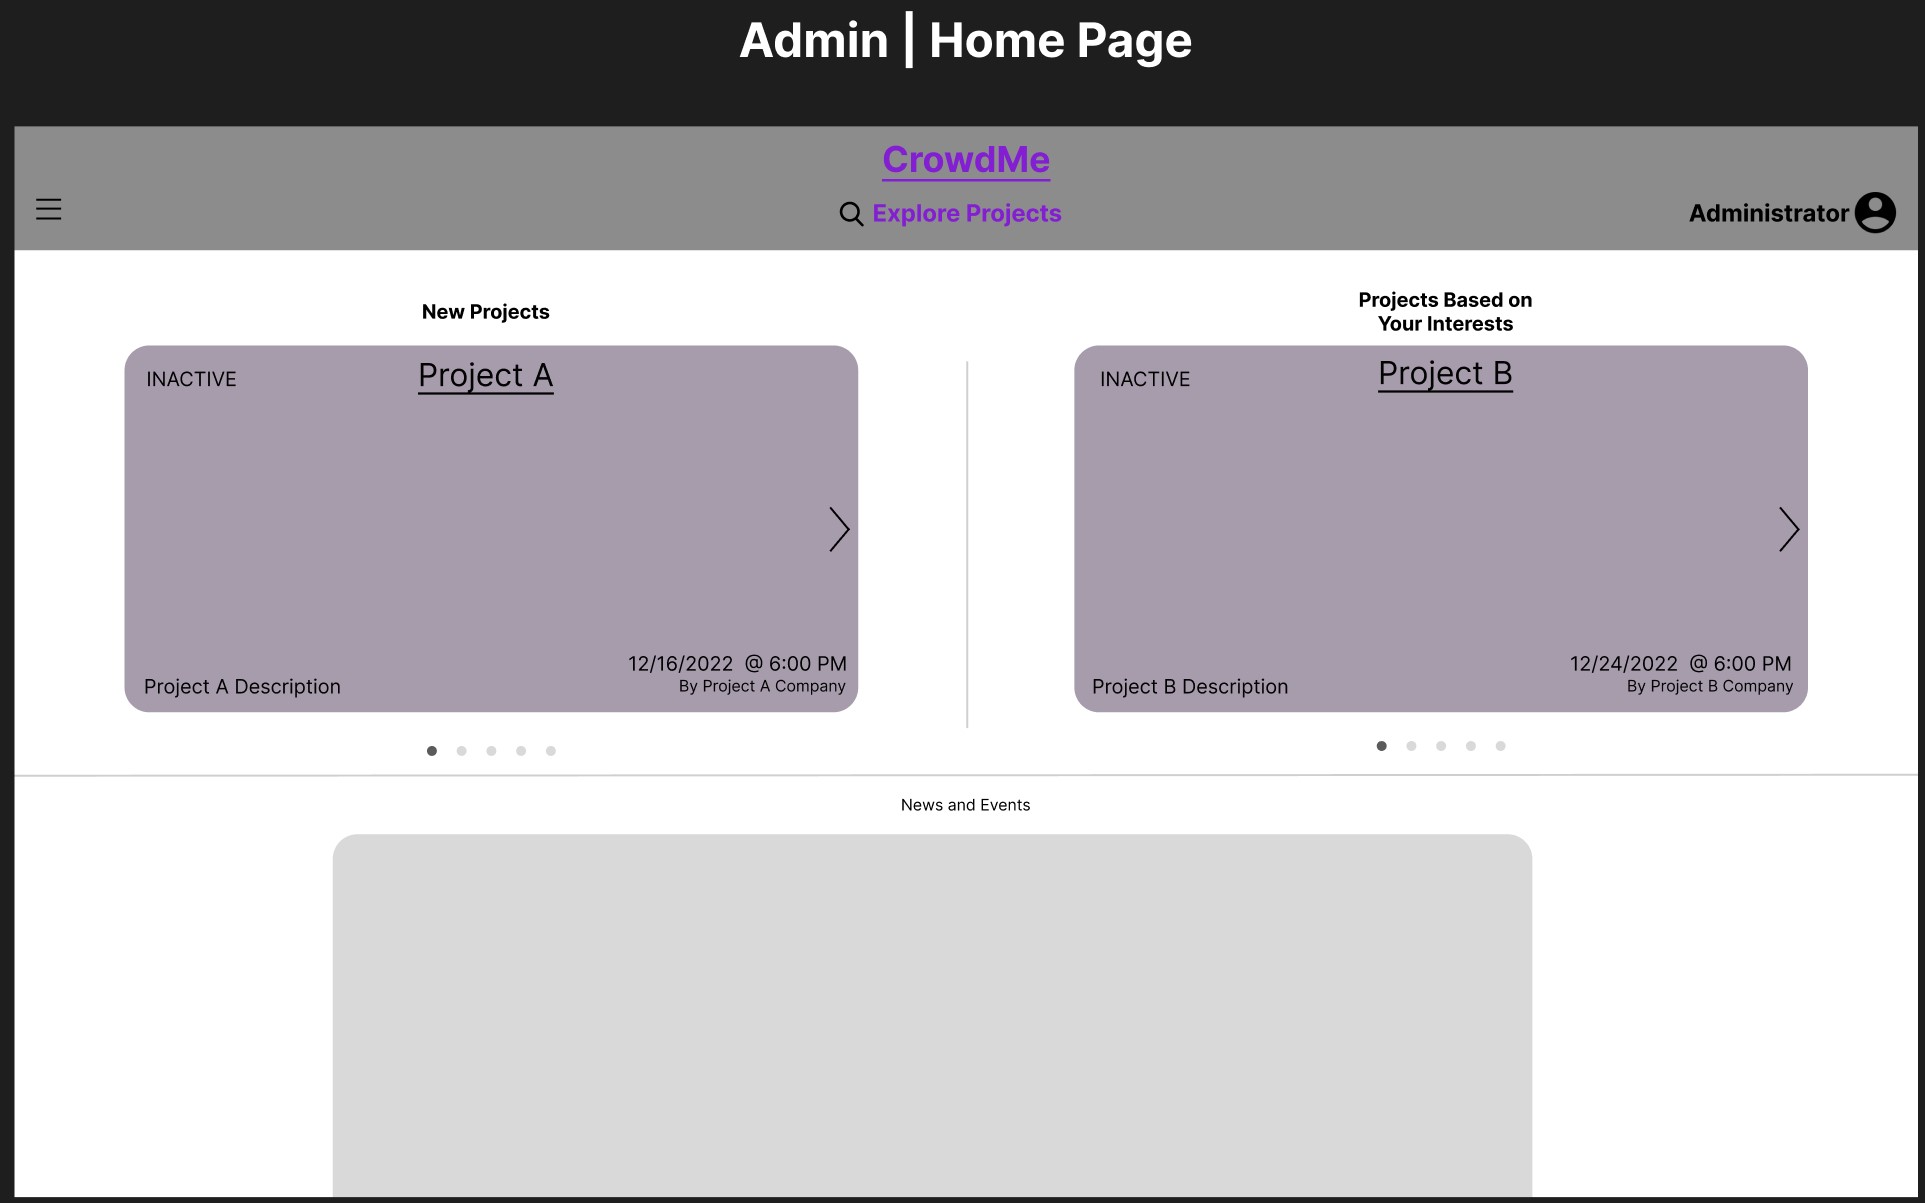 Admin | Home Page
CrowdMe
Explore Projects
Administrator
New Projects
INACTIVE
Project A
Project A Description
12/16/2022 @ 6:00 PM
By Project A Company
Projects Based on
Your Interests
INACTIVE
Project B
Project B Description
12/24/2022 @ 6:00 PM
By Project B Company
News and Events